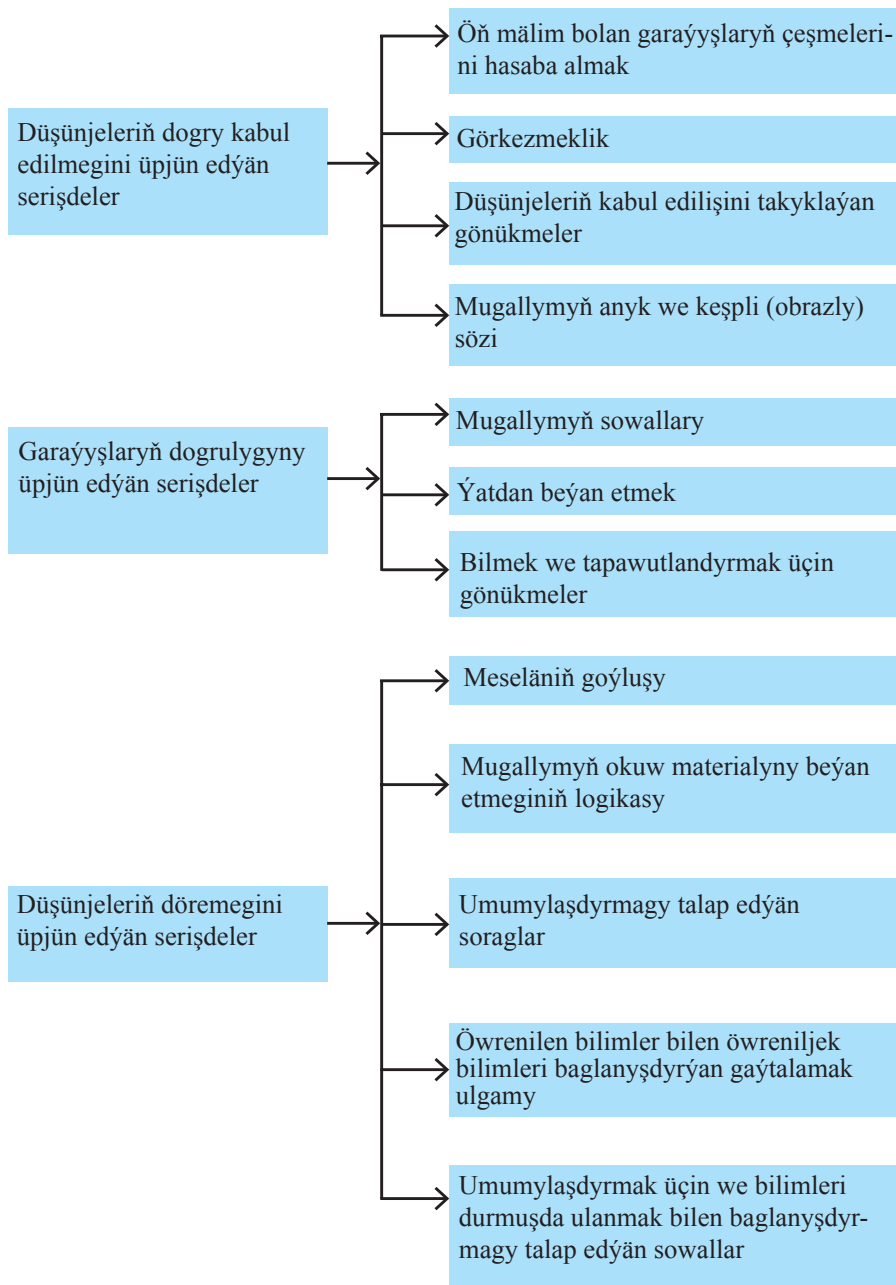 Düşünjeleriň dogry kabul
edilmegini üpjün edýän
serişdeler
Öň mälim bolan garaýyşlaryň çeşmeleri-
ni hasaba almak
Görkezmeklik
Düşünjeleriň kabul edilişini takyklaýan
gönükmeler
Mugallymyň anyk we keşpli (obrazly)
sözi
Garaýyşlaryň dogrulygyny
üpjün edýän serişdeler
Mugallymyň sowallary
Ýatdan beýan etmek
Bilmek we tapawutlandyrmak üçin
gönükmeler
Düşünjeleriň döremegini
üpjün edýän serişdeler
Meseläniň goýluşy
Mugallymyň okuw materialyny beýan
etmeginiň logikasy
Umumylaşdyrmagy talap edýän
soraglar
Öwrenilen bilimler bilen öwreniljek
bilimleri baglanyşdyrýan gaýtalamak
ulgamy
Umumylaşdyrmak üçin we bilimleri
durmuşda ulanmak bilen baglanyşdyr-
magy talap edýän sowallar